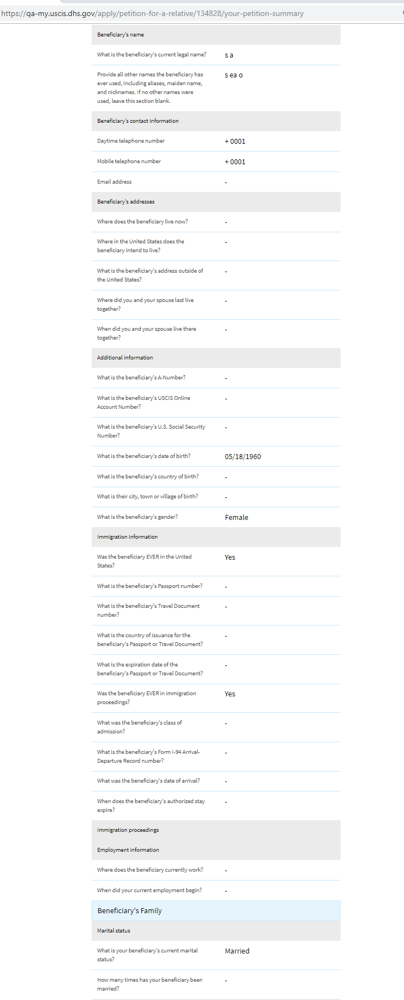 https://qa-my.uscis.dhs.gov/apply/petition-for-a-relative/134828/your-petition-summary
Beneficiary's name
What is the beneficiary's current legal name?
s a
Provide all other names the beneficiary has
ever used, including aliases, maiden name,
and nicknames. If no other names were
used, leave this section blank.
s ea o
Beneficiary's contact information
Daytime telephone number
+ 0001
Mobile telephone number
+ 0001
Email address
-
Beneficiary's addresses
Where does the beneficiary live now?
-
Where in the United States does the
beneficiary intend to live?
-
What is the beneficiary's address outside of
the United States?
-
Where did you and your spouse last live
together?
-
When did you and your spouse live there
together?
-
Additional information
What is the beneficiary's A-Number?
-
What is the beneficiary's USCIS Online
Account Number?
-
What is the beneficiary's U.S. Social Security
Number?
-
What is the beneficiary's date of birth?
05/18/1960
What is the beneficiary's country of birth?
-
What is their city, town or village of birth?
-
What is the beneficiary's gender?
Female
Immigration information
Was the beneficiary EVER in the United
States?
Yes
What is the beneficiary's Passport number?
-
What is the beneficiary's Travel Document
number?
-
What is the country of issuance for the
beneficiary's Passport or Travel Document?
-
What is the expiration date of the
beneficiary's Passport or Travel Document?
-
Was the beneficiary EVER in immigration
proceedings?
Yes
What was the beneficiary's class of
admission?
-
What is the beneficiary's Form I-94 Arrival-
Departure Record number?
-
What was the beneficiary's date of arrival?
-
When does the beneficiary's authorized stay
expire?
-
Immigration proceedings
Employment information
Where does the beneficiary currently work?
-
When did your current employment begin?
-
Beneficiary's Family
Marital status
What is your beneficiary's current marital
status?
Married
How many times has your beneficiary been
married?
-